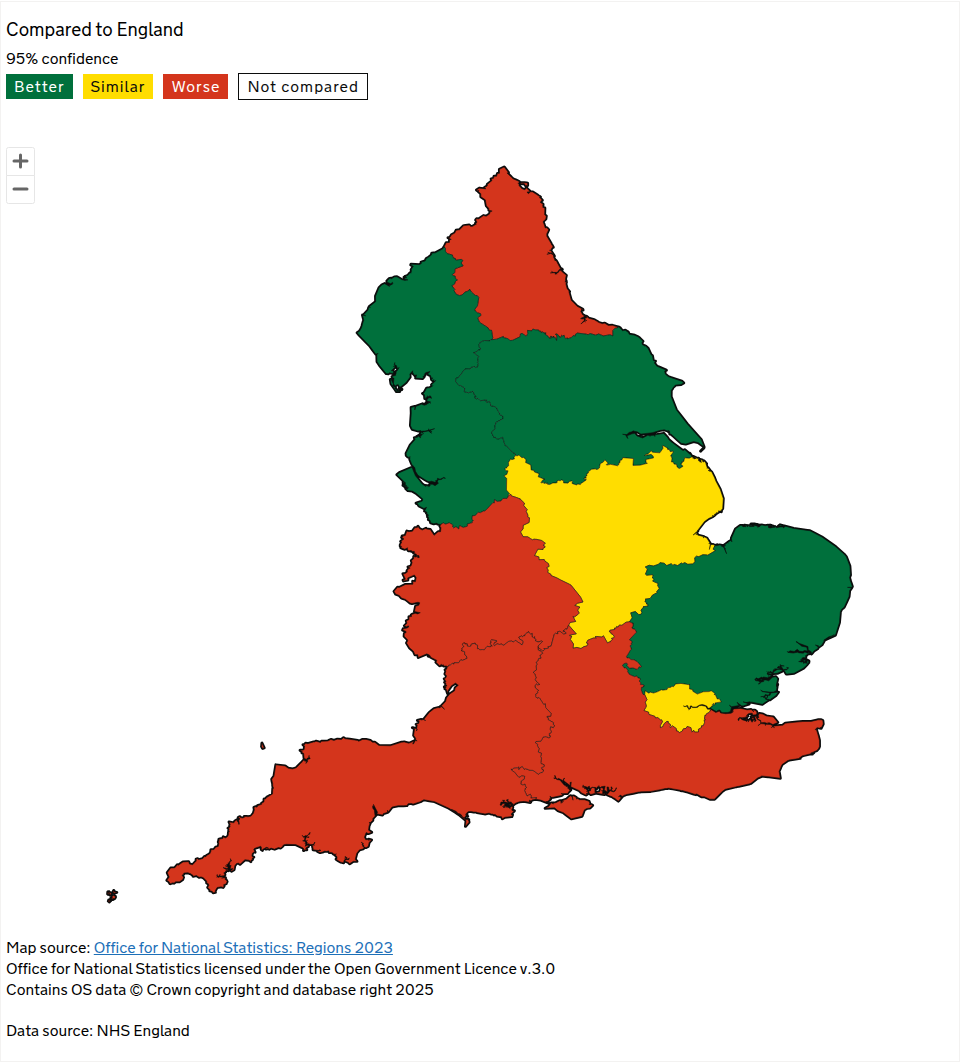 Compared to England
95% confidence
Better Similar Worse Not compared
+
−
Map source: Office for National Statistics: Regions 2023
Office for National Statistics licensed under the Open Government Licence v.3.0
Contains OS data © Crown copyright and database right 2025
Data source: NHS England